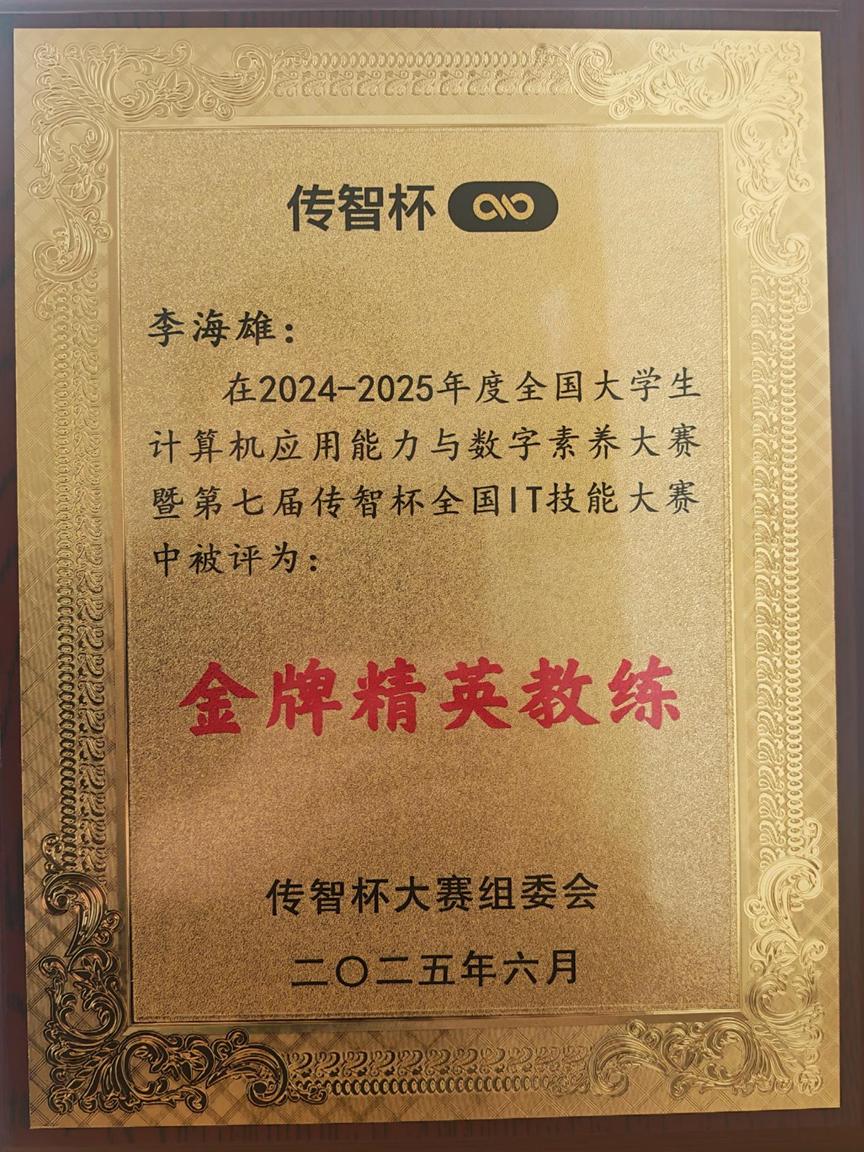 传智杯
李海雄：
在2024-2025年度全国大学生
计算机应用能力与数字素养大赛
暨第七届传智杯全国IT技能大赛
中被评为：
金牌精英教练
传智杯大赛组委会
二〇二五年六月